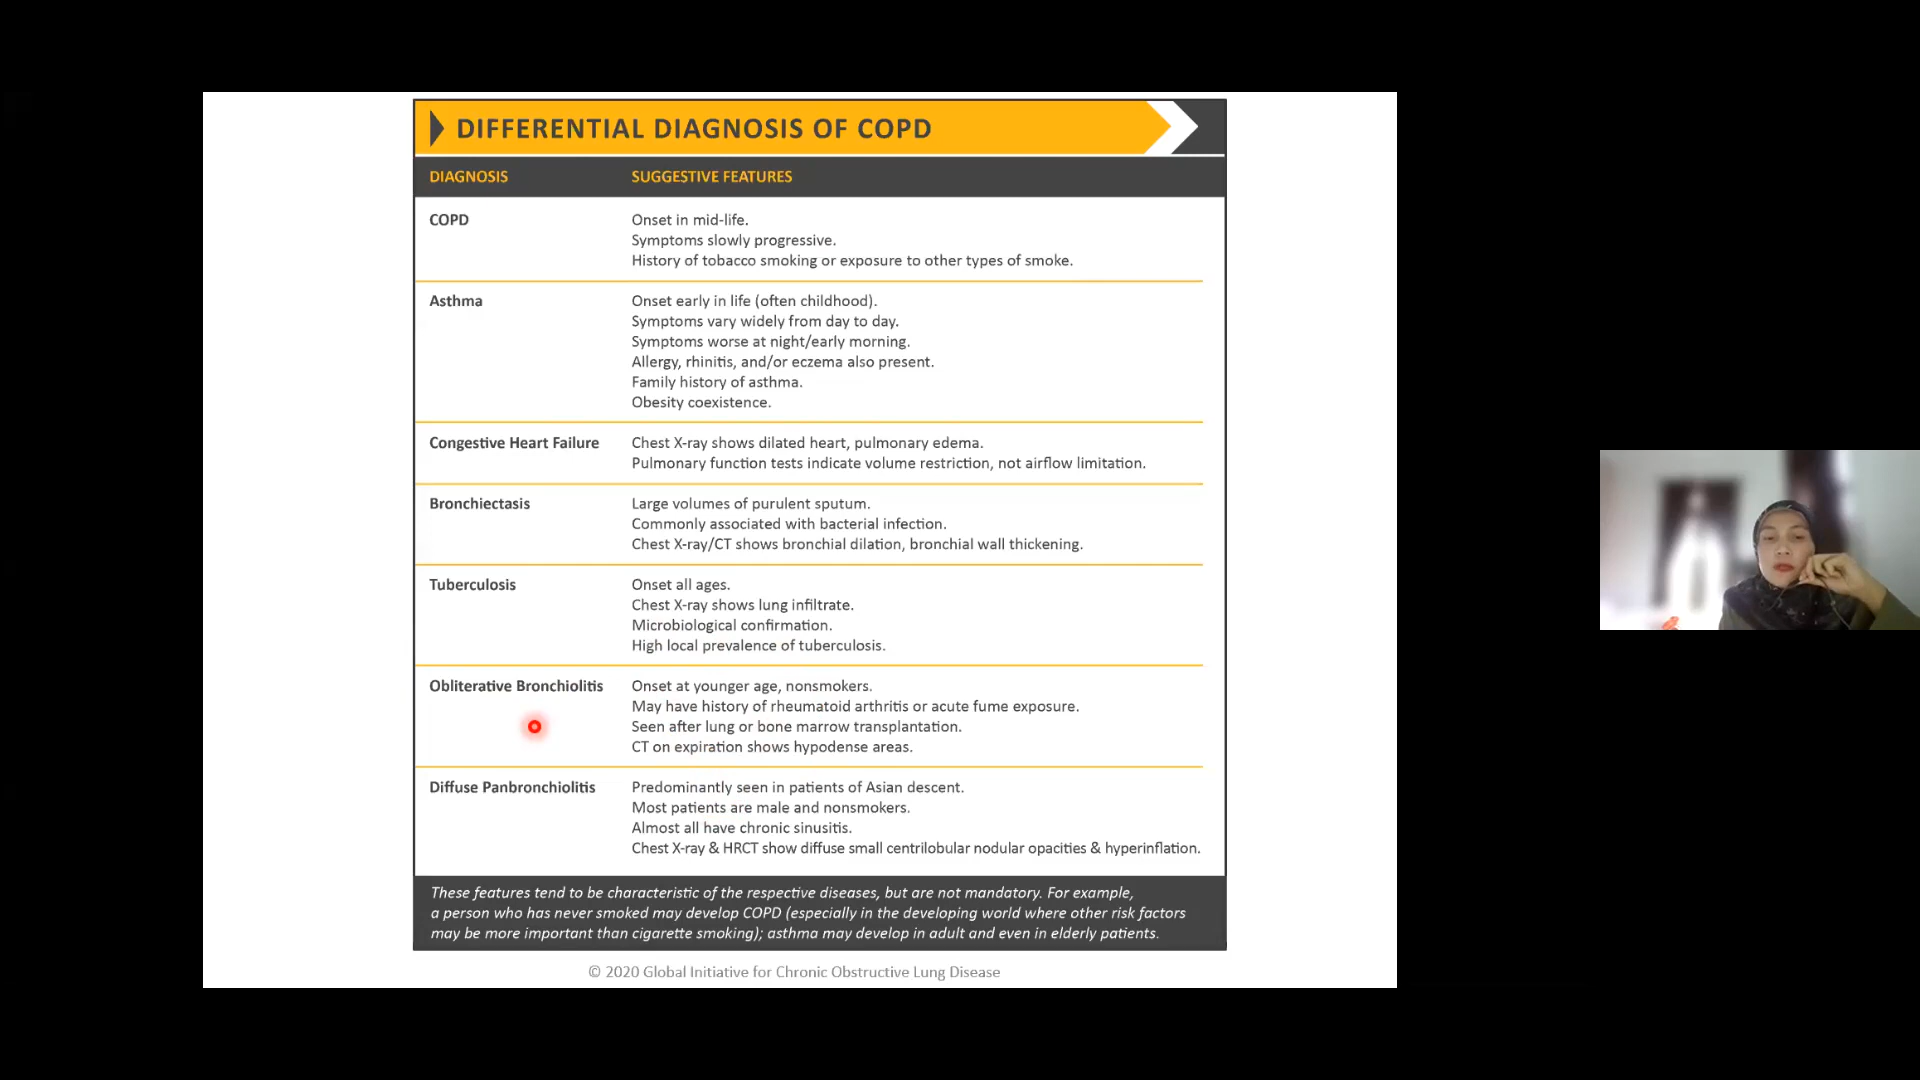 DIFFERENTIAL DIAGNOSIS OF COPD
DIAGNOSIS SUGGESTIVE FEATURES
COPD Onset in mid-life.
Symptoms slowly progressive.
History of tobacco smoking or exposure to other types of smoke.
Asthma Onset early in life (often childhood).
Symptoms vary widely from day to day.
Symptoms worse at night/early morning.
Allergy, rhinitis, and/or eczema also present.
Family history of asthma.
Obesity coexistence.
Congestive Heart Failure Chest X-ray shows dilated heart, pulmonary edema.
Pulmonary function tests indicate volume restriction, not airflow limitation.
Bronchiectasis Large volumes of purulent sputum.
Commonly associated with bacterial infection.
Chest X-ray/CT shows bronchial dilation, bronchial wall thickening.
Tuberculosis Onset all ages.
Chest X-ray shows lung infiltrate.
Microbiological confirmation.
High local prevalence of tuberculosis.
Obliterative Bronchiolitis Onset at younger age, nonsmokers.
May have history of rheumatoid arthritis or acute fume exposure.
Seen after lung or bone marrow transplantation.
CT on expiration shows hypodense areas.
Diffuse Panbronchiolitis Predominantly seen in patients of Asian descent.
Most patients are male and nonsmokers.
Almost all have chronic sinusitis.
Chest X-ray & HRCT show diffuse small centrilobular nodular opacities & hyperinflation.
These features tend to be characteristic of the respective diseases, but are not mandatory. For example,
a person who has never smoked may develop COPD (especially in the developing world where other risk factors
may be more important than cigarette smoking); asthma may develop in adult and even in elderly patients.
© 2020 Global Initiative for Chronic Obstructive Lung Disease